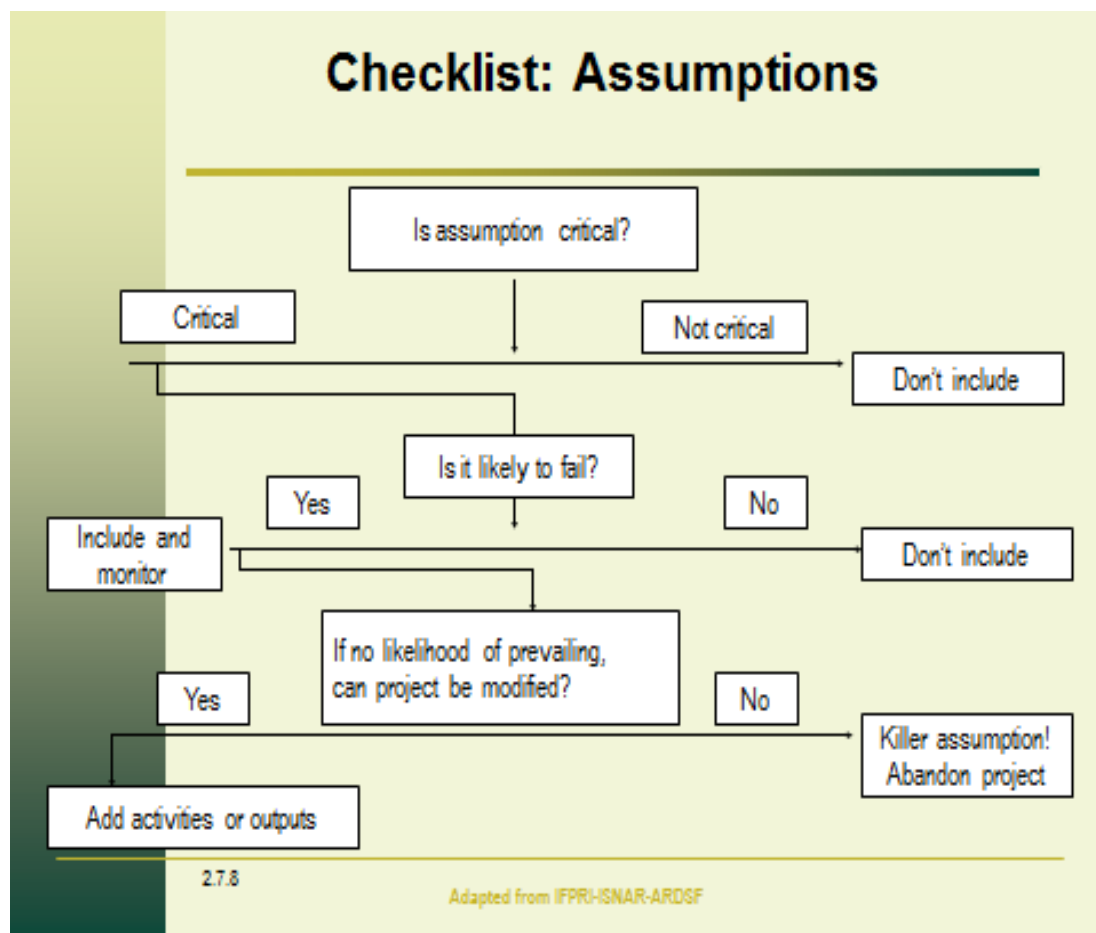 Checklist: Assumptions
Is assumption critical?
Critical
Not critical
Don't include
Is it likely to fail?
Yes
No
Include and
monitor
Don't include
If no likelihood of prevailing,
can project be modified?
Yes
No
Killer assumption!
Abandon project
Add activities or outputs
2.7.8
Adapted from IFPRI-ISNAR-ARDSF